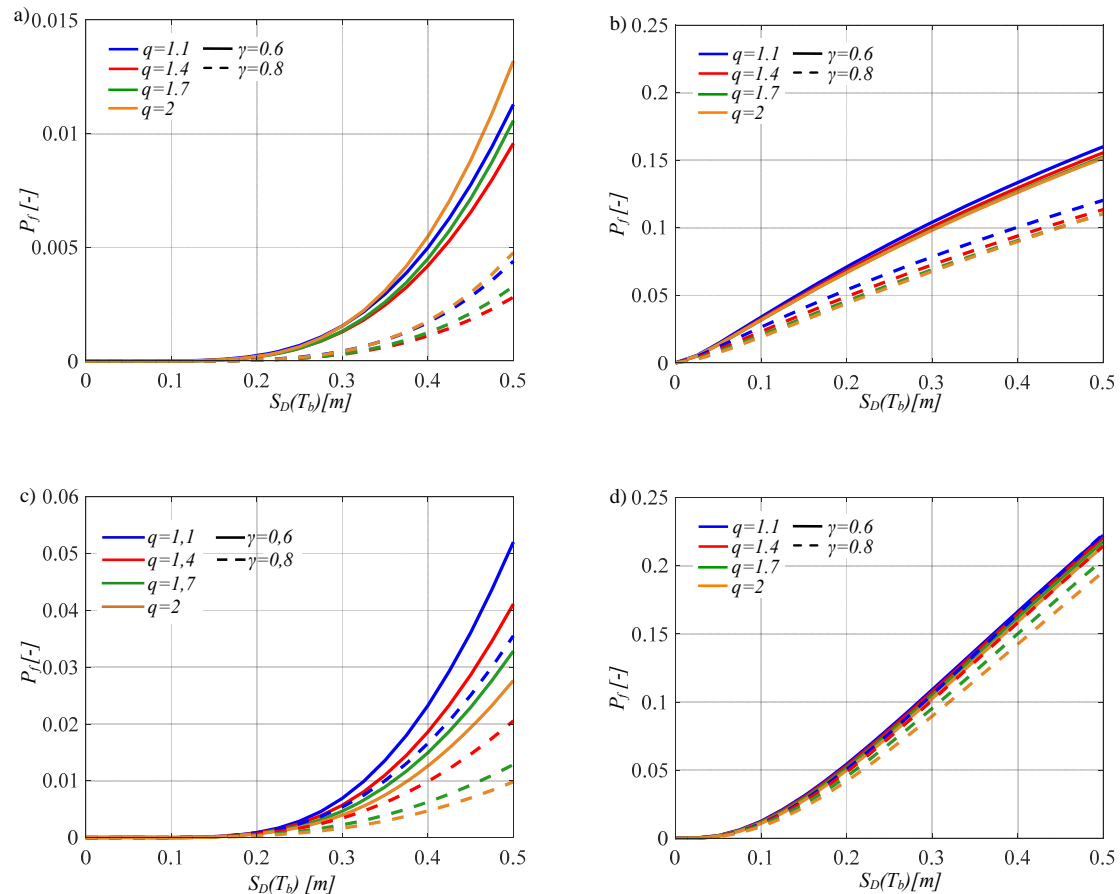 a)
0.015
q=1.1 γ=0.6
q=1.4 γ=0.8
q=1.7
q=2
0.01
P_f [-]
0.005
0
0 0.1 0.2 0.3 0.4 0.5
S_D(T_b)[m]
b)
0.25
q=1.1 γ=0.6
q=1.4 γ=0.8
q=1.7
q=2
0.2
0.15
P_f [-]
0.1
0.05
0
0 0.1 0.2 0.3 0.4 0.5
S_D(T_b)[m]
c)
0.06
q=1,1 γ=0,6
q=1,4 γ=0,8
q=1,7
q=2
0.05
0.04
0.03
P_f [-]
0.02
0.01
0
0 0.1 0.2 0.3 0.4 0.5
S_D(T_b) [m]
d)
0.25
q=1.1 γ=0.6
q=1.4 γ=0.8
q=1.7
q=2
0.2
0.15
P_f [-]
0.1
0.05
0
0 0.1 0.2 0.3 0.4 0.5
S_D(T_b)[m]